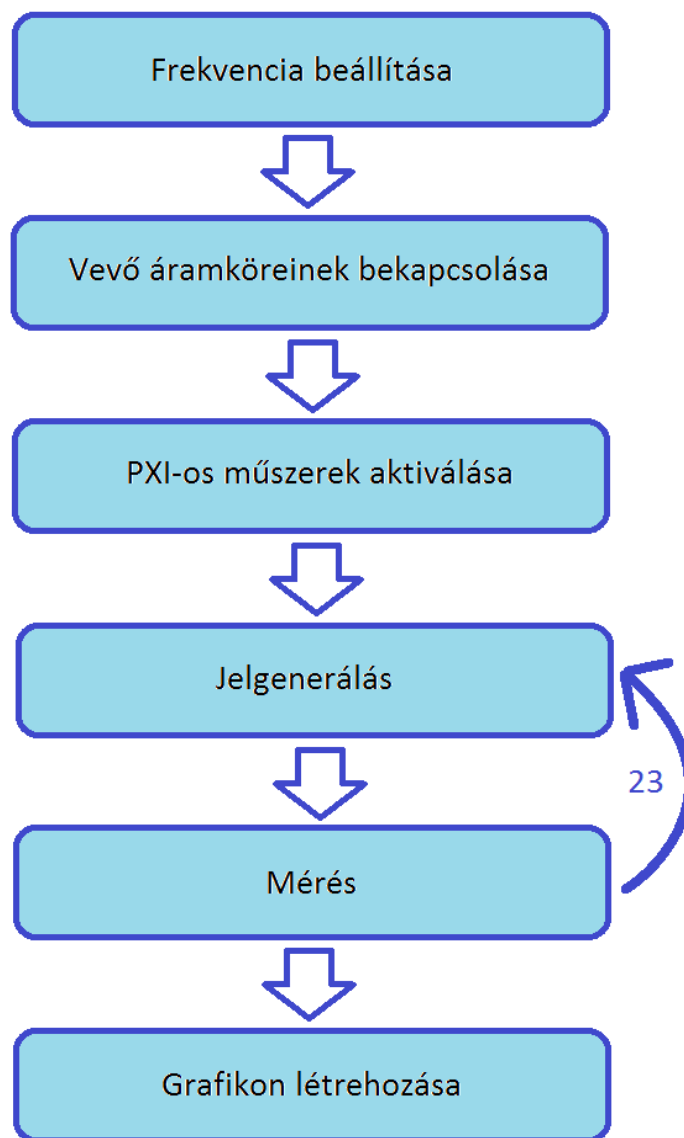 Frekvencia beállítása
Vevő áramköreinek bekapcsolása
PXI-os műszerek aktiválása
Jelgenerálás
23
Mérés
Grafikon létrehozása